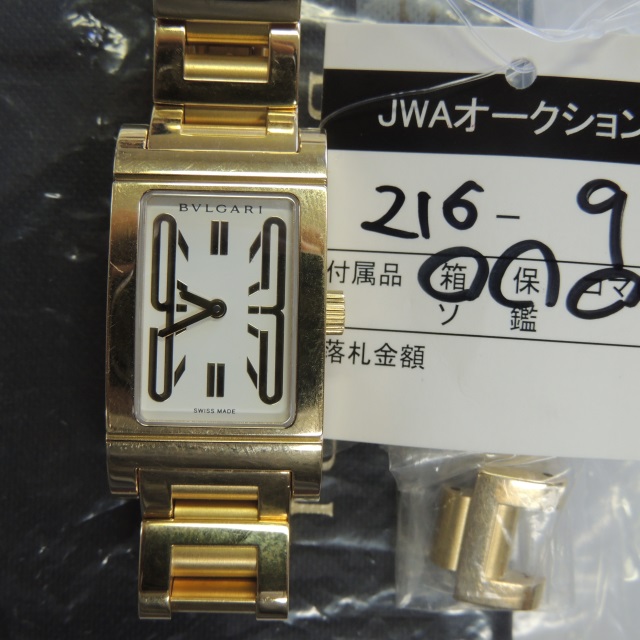 BVLGARI
SWISS MADE
JWAオークション
216-9
付属品 箱 保 コマ
ソ 鑑
落札金額